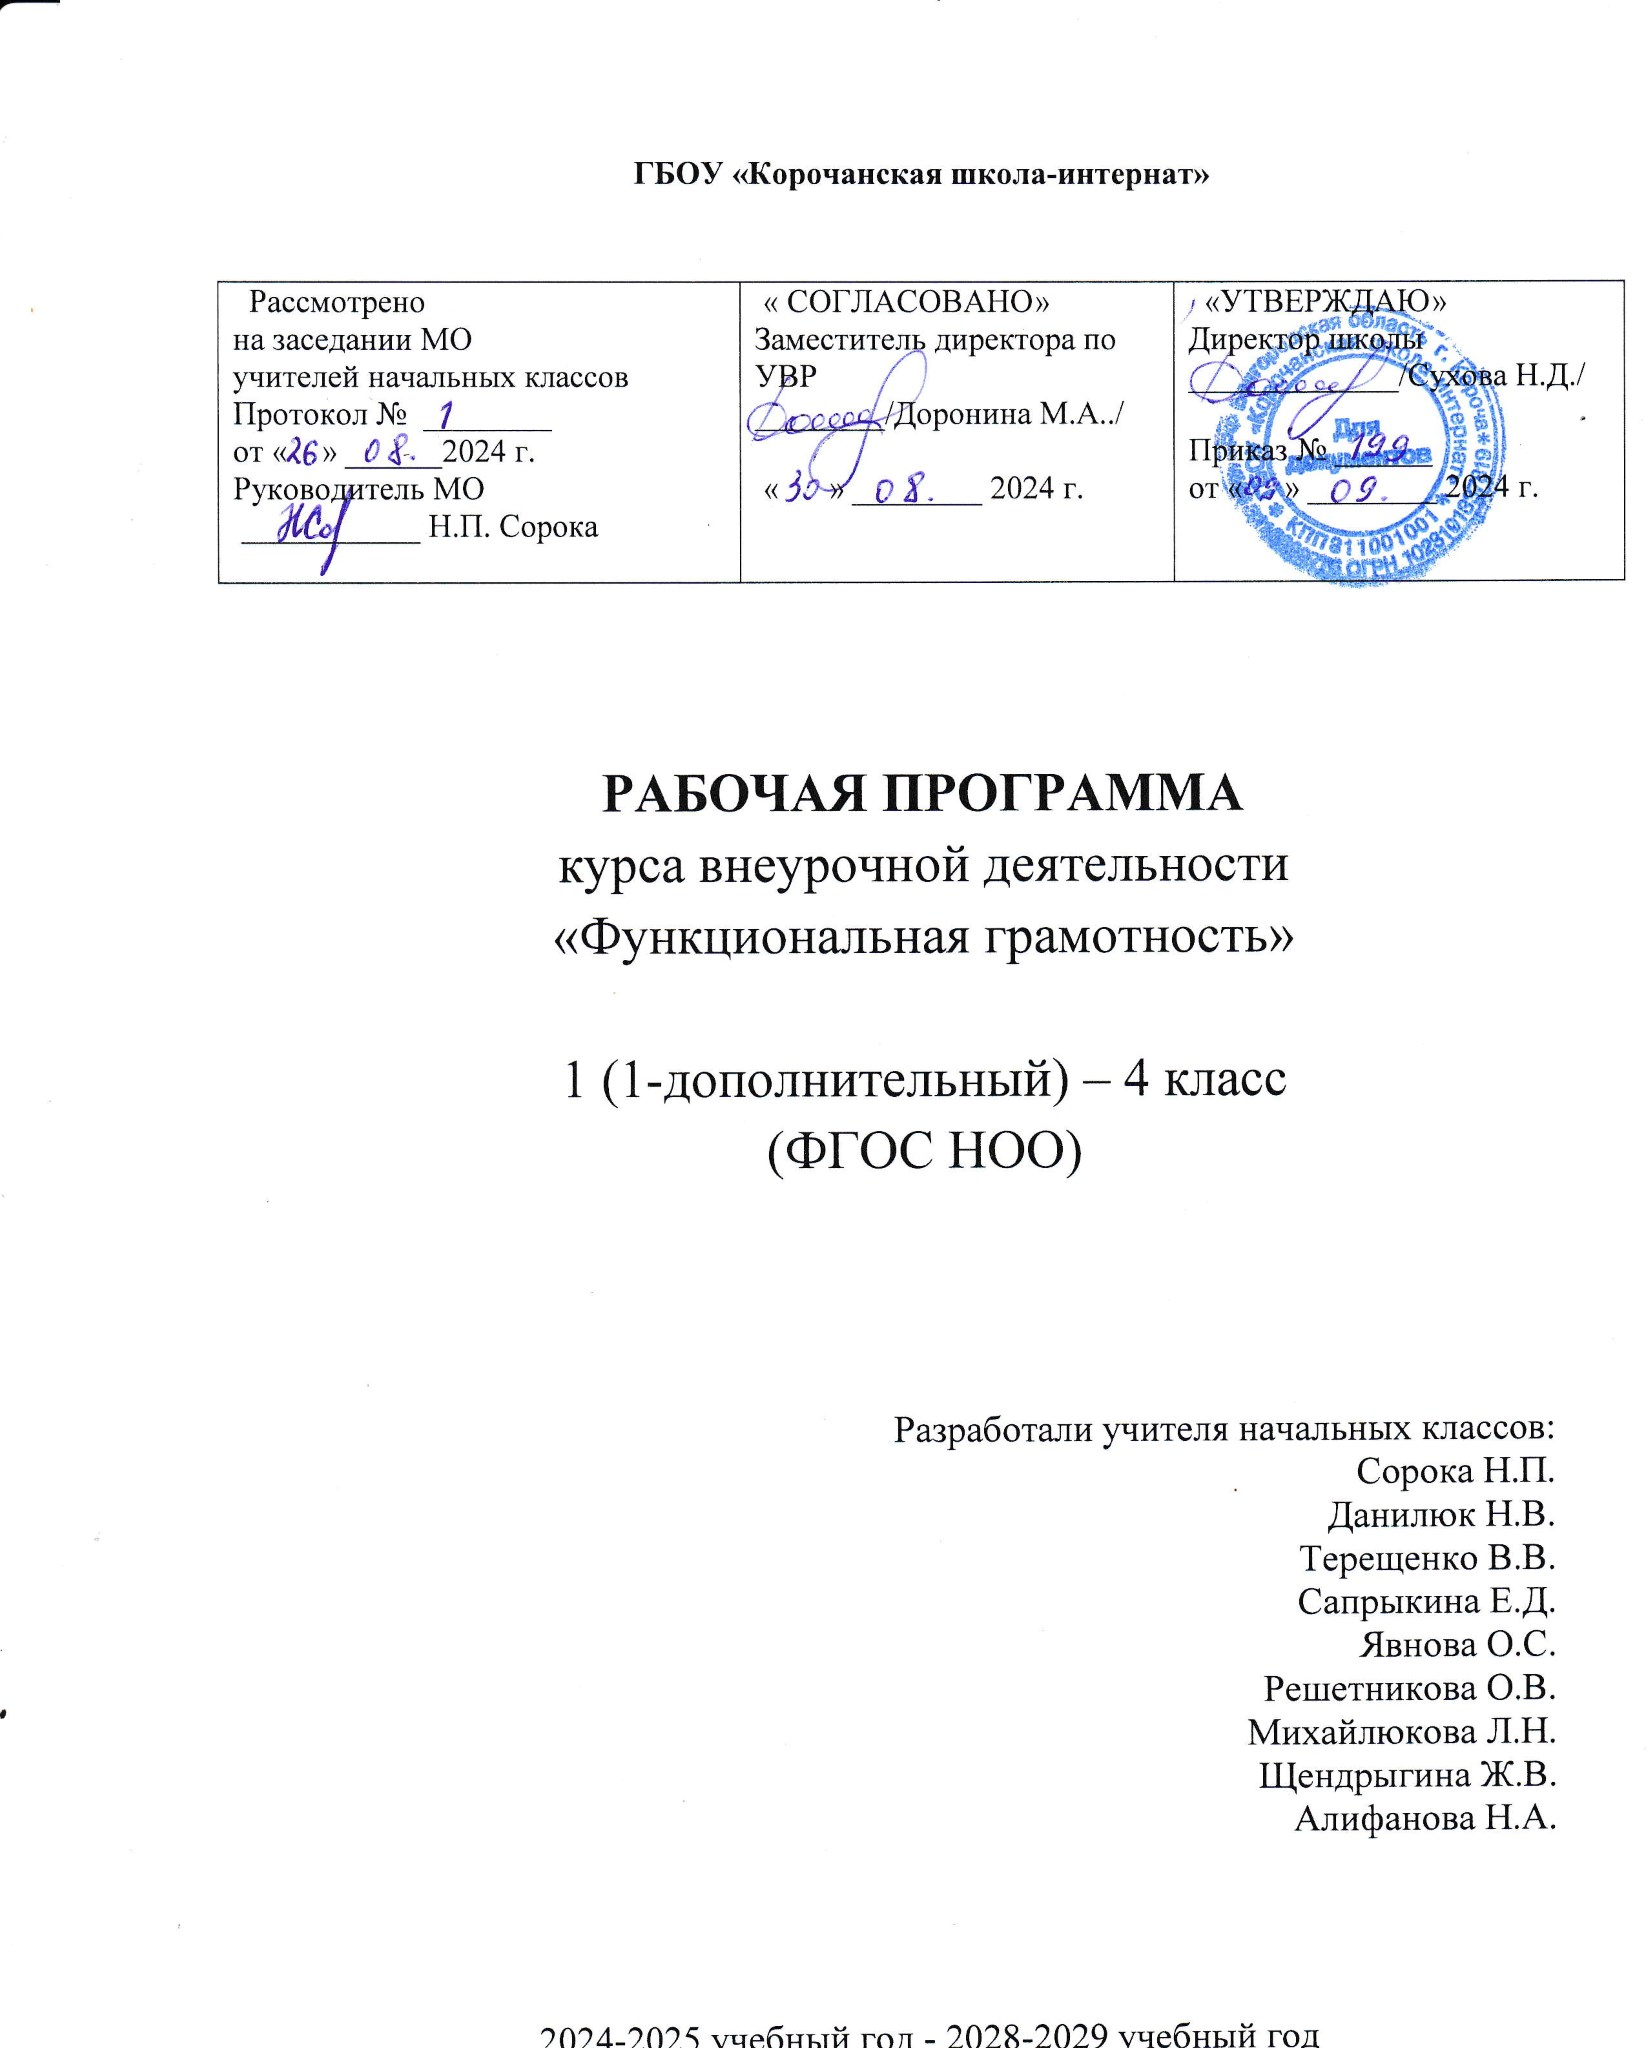 ГБОУ «Корочанская школа-интернат»
Рассмотрено
на заседании МО
учителей начальных классов
Протокол № 1
от «26» 08. 2024 г.
Руководитель МО
Н.П. Сорока
« СОГЛАСОВАНО»
Заместитель директора по
УВР
/Доронина М.А../
«30» 08. 2024 г.
«УТВЕРЖДАЮ»
Директор школы
/Сухова Н.Д./
Приказ № 199
от « » 09. 2024 г.
Для
документов
КПП311001001
РАБОЧАЯ ПРОГРАММА
курса внеурочной деятельности
«Функциональная грамотность»
1 (1-дополнительный) – 4 класс
(ФГОС НОО)
Разработали учителя начальных классов:
Сорока Н.П.
Данилюк Н.В.
Терещенко В.В.
Сапрыкина Е.Д.
Явнова О.С.
Решетникова О.В.
Михайлюкова Л.Н.
Щендрыгина Ж.В.
Алифанова Н.А.
2024-2025 учебный год - 2028-2029 учебный год